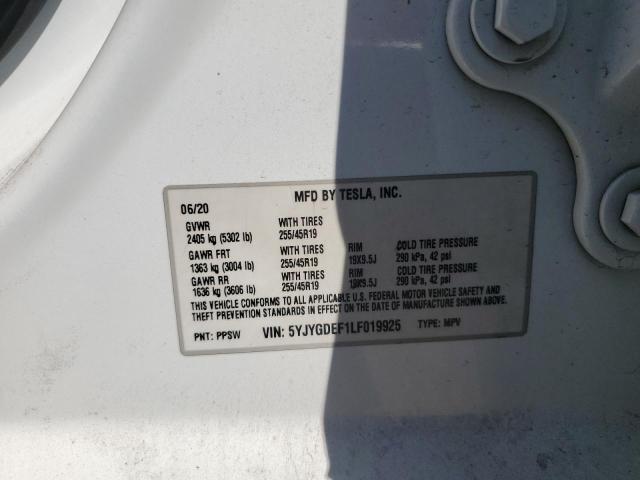 MFD BY TESLA, INC.
06/20
GVWR WITH TIRES
2405 kg (5302 lb) 255/45R19
GAWR FRT WITH TIRES RIM COLD TIRE PRESSURE
1363 kg (3004 lb) 255/45R19 19X9.5J 290 kPa, 42 psi
GAWR RR WITH TIRES RIM COLD TIRE PRESSURE
1636 kg (3606 lb) 255/45R19 19X9.5J 290 kPa, 42 psi
THIS VEHICLE CONFORMS TO ALL APPLICABLE U.S. FEDERAL MOTOR VEHICLE SAFETY AND
THEFT PREVENTION STANDARDS IN EFFECT ON THE DATE OF MANUFACTURE SHOWN ABOVE.
PNT: PPSW VIN: 5YJYGDEF1LF019925 TYPE: MPV